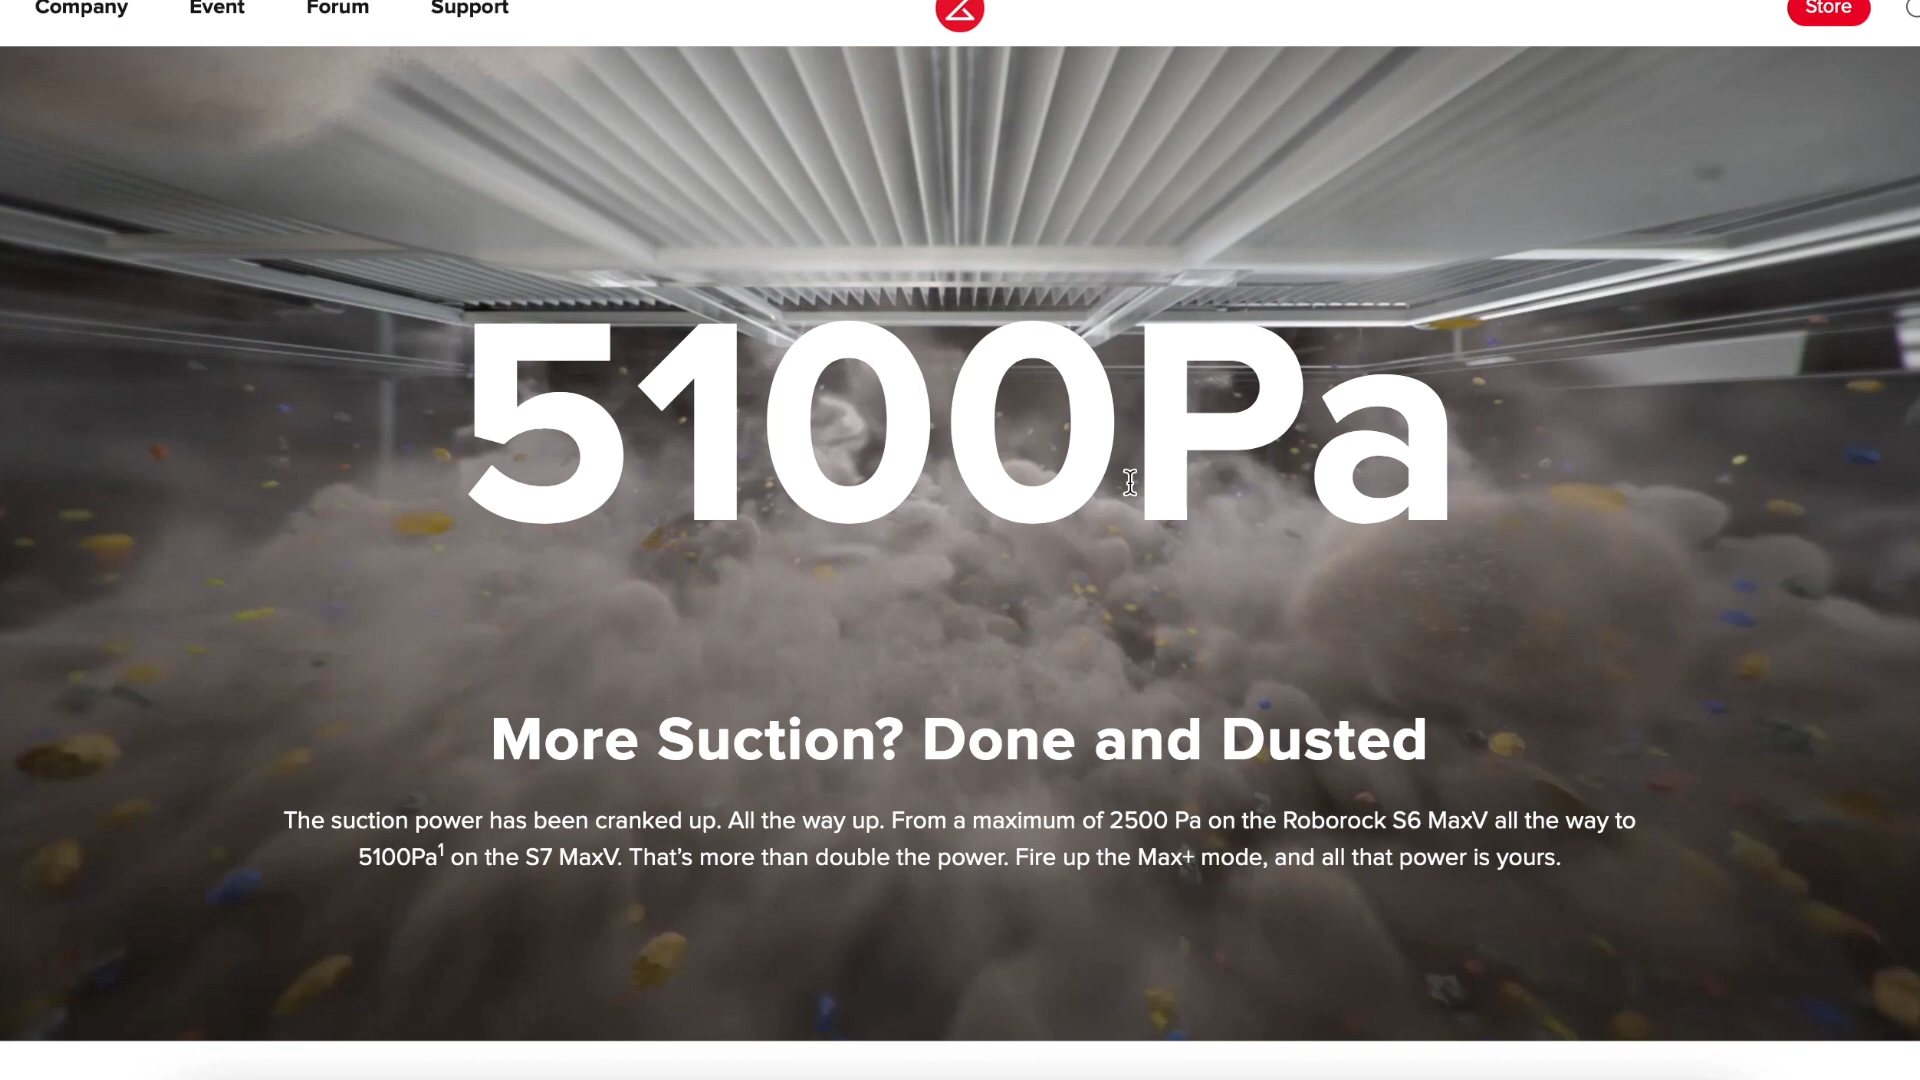 Company Event Forum Support Store
5100Pa
More Suction? Done and Dusted
The suction power has been cranked up. All the way up. From a maximum of 2500 Pa on the Roborock S6 MaxV all the way to
5100Pa¹ on the S7 MaxV. That's more than double the power. Fire up the Max+ mode, and all that power is yours.